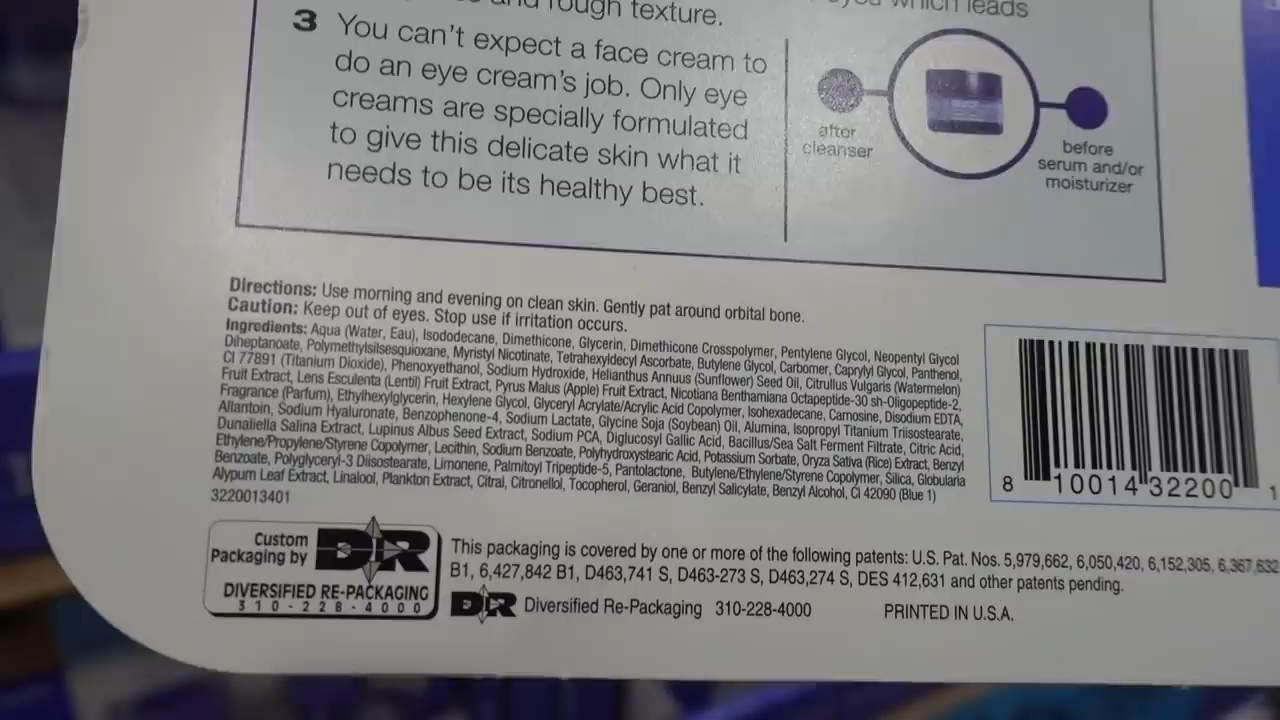 and rough texture.
which leads
3 You can't expect a face cream to
do an eye cream's job. Only eye
creams are specially formulated
to give this delicate skin what it
needs to be its healthy best.
after
cleanser
before
serum and/or
moisturizer
Directions: Use morning and evening on clean skin. Gently pat around orbital bone.
Caution: Keep out of eyes. Stop use if irritation occurs.
Ingredients: Aqua (Water, Eau), Isododecane, Dimethicone, Glycerin, Dimethicone Crosspolymer, Pentylene Glycol, Neopentyl Glycol
Diheptanoate, Polymethylsilsesquioxane, Myristyl Nicotinate, Tetrahexyldecyl Ascorbate, Butylene Glycol, Carbomer, Caprylyl Glycol, Panthenol,
CI 77891 (Titanium Dioxide), Phenoxyethanol, Sodium Hydroxide, Helianthus Annuus (Sunflower) Seed Oil, Citrullus Vulgaris (Watermelon)
Fruit Extract, Lens Esculenta (Lentil) Fruit Extract, Pyrus Malus (Apple) Fruit Extract, Nicotiana Benthamiana Octapeptide-30 sh-Oligopeptide-2,
Fragrance (Parfum), Ethylhexylglycerin, Hexylene Glycol, Glyceryl Acrylate/Acrylic Acid Copolymer, Isohexadecane, Carnosine, Disodium EDTA,
Allantoin, Sodium Hyaluronate, Benzophenone-4, Sodium Lactate, Glycine Soja (Soybean) Oil, Alumina, Isopropyl Titanium Triisostearate,
Dunaliella Salina Extract, Lupinus Albus Seed Extract, Sodium PCA, Diglucosyl Gallic Acid, Bacillus/Sea Salt Ferment Filtrate, Citric Acid,
Ethylene/Propylene/Styrene Copolymer, Lecithin, Sodium Benzoate, Polyhydroxystearic Acid, Potassium Sorbate, Oryza Sativa (Rice) Extract, Benzyl
Benzoate, Polyglyceryl-3 Diisostearate, Limonene, Palmitoyl Tripeptide-5, Pantolactone, Butylene/Ethylene/Styrene Copolymer, Silica, Globularia
Alypum Leaf Extract, Linalool, Plankton Extract, Citral, Citronellol, Tocopherol, Geraniol, Benzyl Salicylate, Benzyl Alcohol, CI 42090 (Blue 1)
3220013401
8 10014 32200 1
Custom
Packaging by DR
DIVERSIFIED RE-PACKAGING
310-228-4000
This packaging is covered by one or more of the following patents: U.S. Pat. Nos. 5,979,662, 6,050,420, 6,152,305, 6,367,632
B1, 6,427,842 B1, D463,741 S, D463-273 S, D463,274 S, DES 412,631 and other patents pending.
DR Diversified Re-Packaging 310-228-4000 PRINTED IN U.S.A.